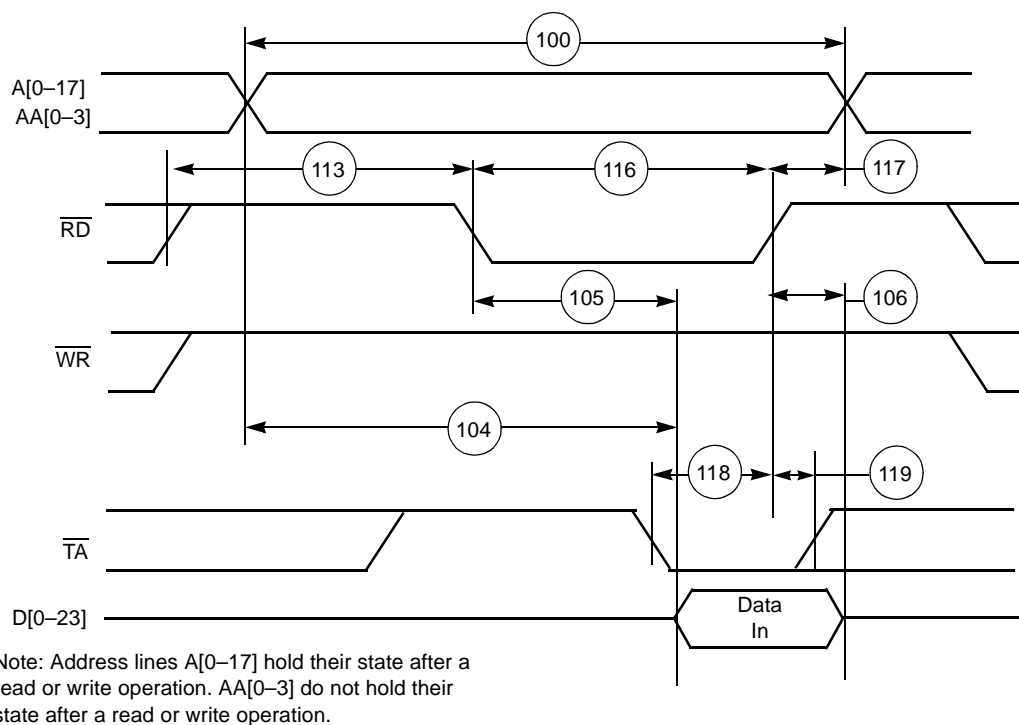 100
A[0–17]
AA[0–3]
113
116
117
RD
105
106
WR
104
118
119
TA
D[0–23]
Data
In
Note: Address lines A[0–17] hold their state after a
read or write operation. AA[0–3] do not hold their
state after a read or write operation.